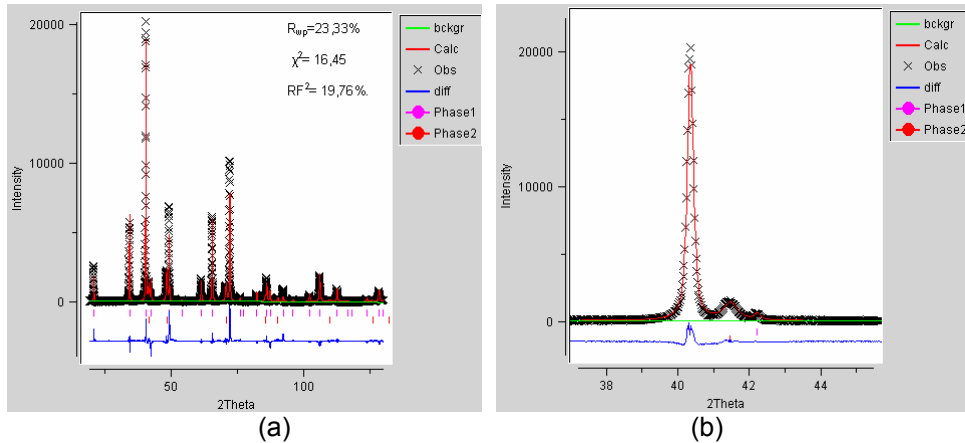 20000
10000
0
Intensity
50
100
2Theta
Rwp=23,33%
χ²= 16,45
RF²= 19,76%.
bckgr
Calc
Obs
diff
Phase1
Phase2
(a)
20000
10000
0
Intensity
38
40
42
44
2Theta
bckgr
Calc
Obs
diff
Phase1
Phase2
(b)